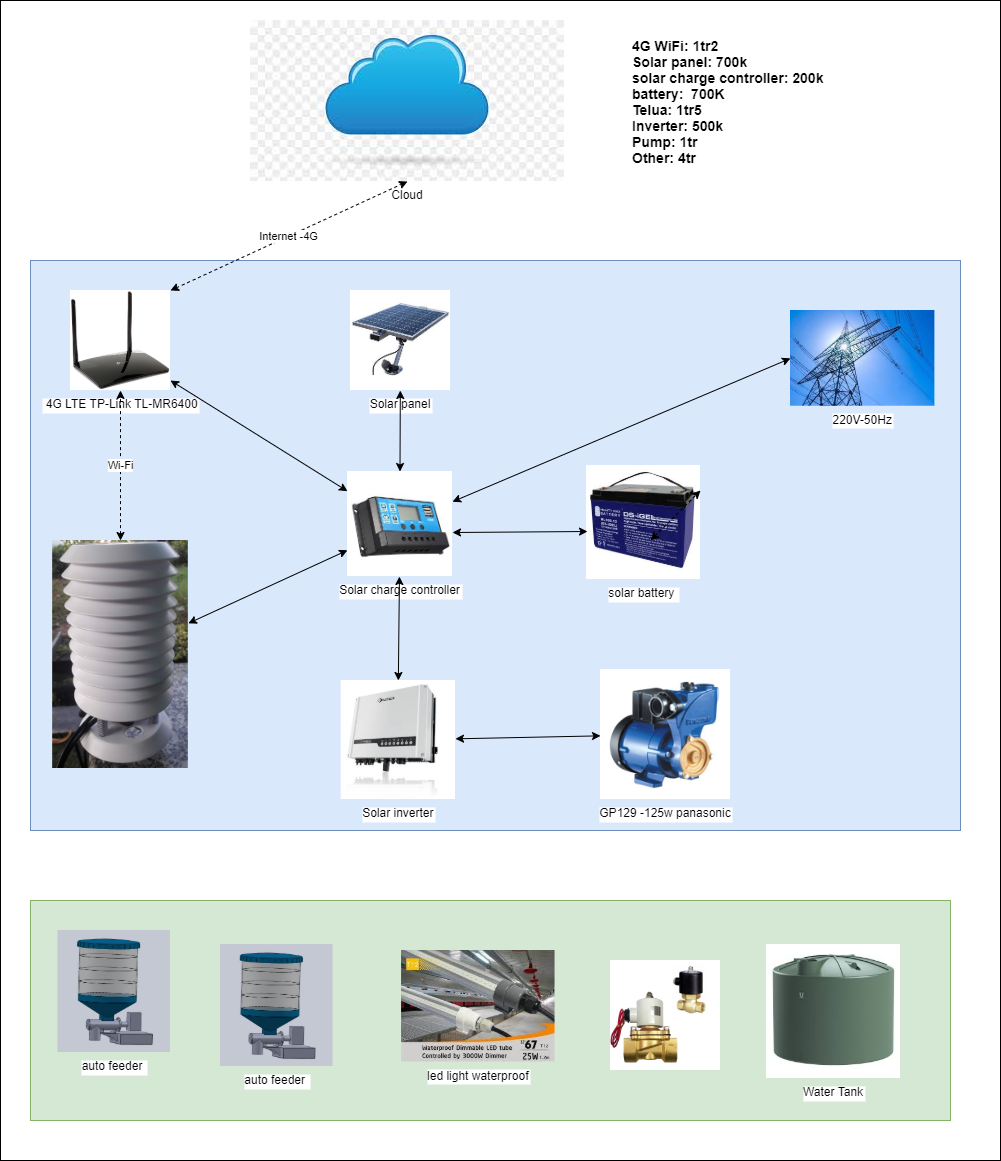 4G WiFi: 1tr2
Solar panel: 700k
solar charge controller: 200k
battery:  700K
Telua: 1tr5
Inverter: 500k
Pump: 1tr
Other: 4tr
Cloud
Internet -4G
4G LTE TP-Link TL-MR6400
Solar panel
220V-50Hz
Wi-Fi
Solar charge controller
solar battery
Solar inverter
GP129 -125w panasonic
auto feeder
auto feeder
Waterproof Dimmable LED tube
Controlled by 3000W Dimmer
67
25W
led light waterproof
Water Tank